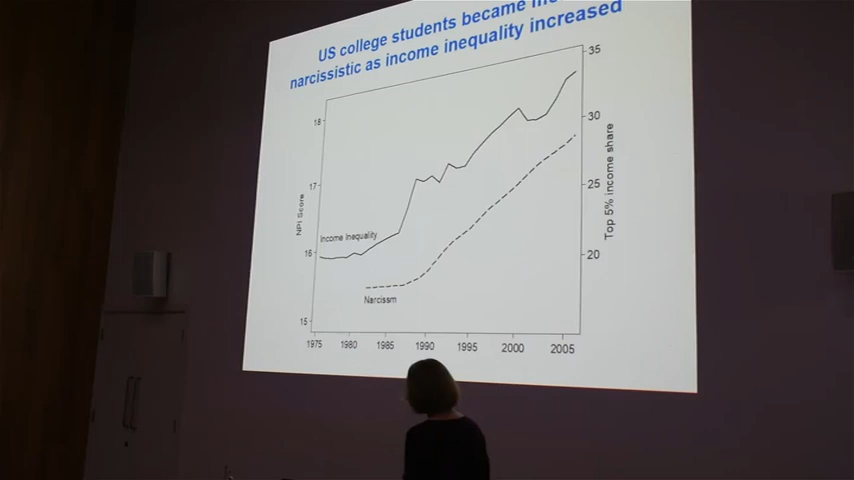 US college students became
narcissistic as income inequality increased
35
18
30
17
25
NPI Score
Top 5% income share
Income Inequality
16
20
Narcissm
15
1975 1980 1985 1990 1995 2000 2005